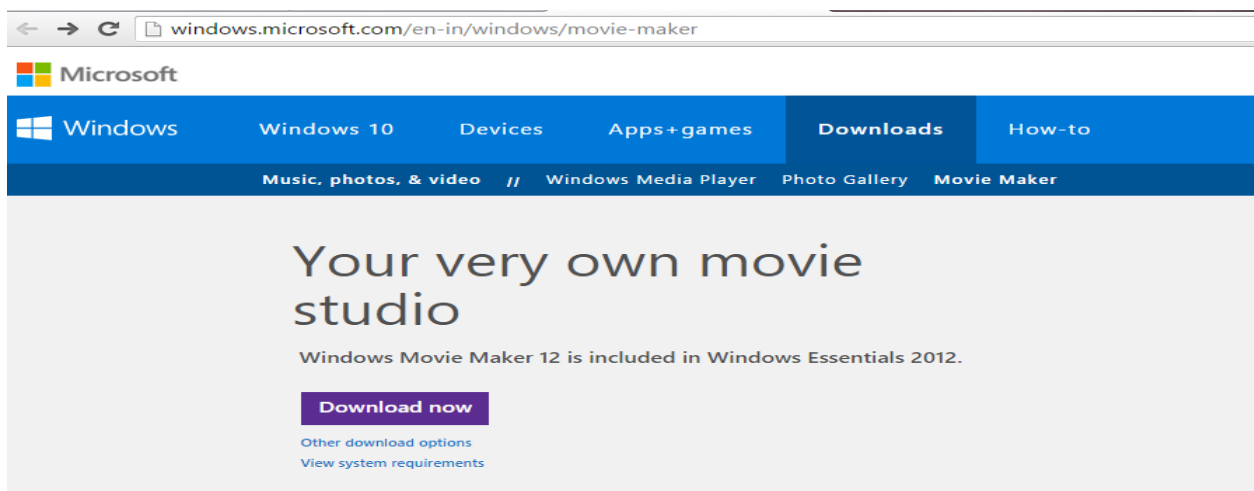 windows.microsoft.com/en-in/windows/movie-maker
Microsoft
Windows Windows 10 Devices Apps+games Downloads How-to
Music, photos, & video // Windows Media Player Photo Gallery Movie Maker
Your very own movie
studio
Windows Movie Maker 12 is included in Windows Essentials 2012.
Download now
Other download options
View system requirements